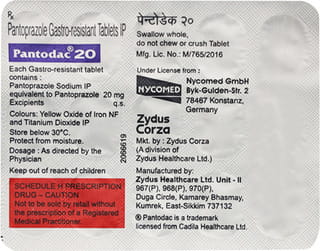 Rx
Pantoprazole Gastro-resistant Tablets IP
Pantodac® 20
Each Gastro-resistant tablet
contains :
Pantoprazole Sodium IP
equivalent to Pantoprazole 20 mg
Excipients q.s.
Colours: Yellow Oxide of Iron NF
and Titanium Dioxide IP
Store below 30°C.
Protect from moisture.
Dosage : As directed by the
Physician
Keep out of reach of children
SCHEDULE H PRESCRIPTION
DRUG – CAUTION
Not to be sold by retail without
the prescription of a Registered
Medical Practitioner.
2066619
पेन्टोडेक २०
Swallow whole,
do not chew or crush Tablet
Mfg. Lic. No.: M/765/2016
Under License from :
NYCOMED
Nycomed GmbH
Byk-Gulden-Str. 2
78467 Konstanz,
Germany
Zydus
Corza
Mkt. by : Zydus Corza
(A division of
Zydus Healthcare Ltd.)
Manufactured by:
Zydus Healthcare Ltd. Unit - II
967(P), 968(P), 970(P),
Duga Circle, Kamarey Bhasmay,
Kumrek, East-Sikkim 737132
® Pantodac is a trademark
licensed from Cadila Healthcare Ltd.